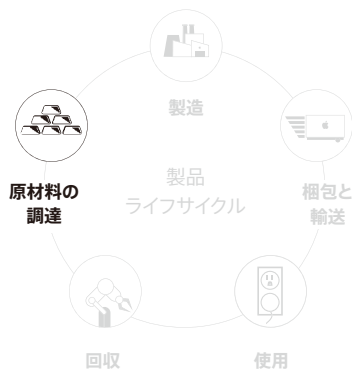 製造
原材料の
調達
製品
ライフサイクル
梱包と
輸送
回収
使用